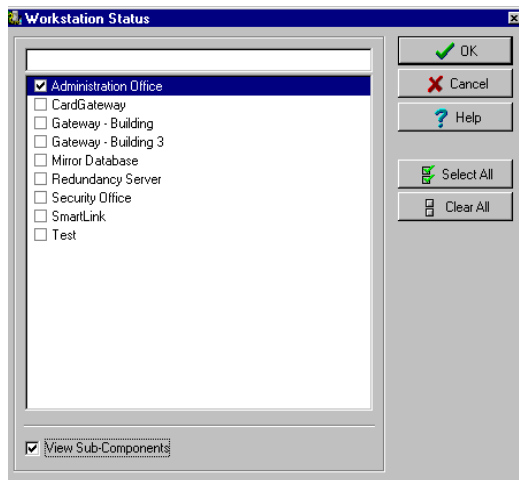 Workstation Status
Administration Office
CardGateway
Gateway - Building
Gateway - Building 3
Mirror Database
Redundancy Server
Security Office
SmartLink
Test
View Sub-Components
OK
Cancel
Help
Select All
Clear All